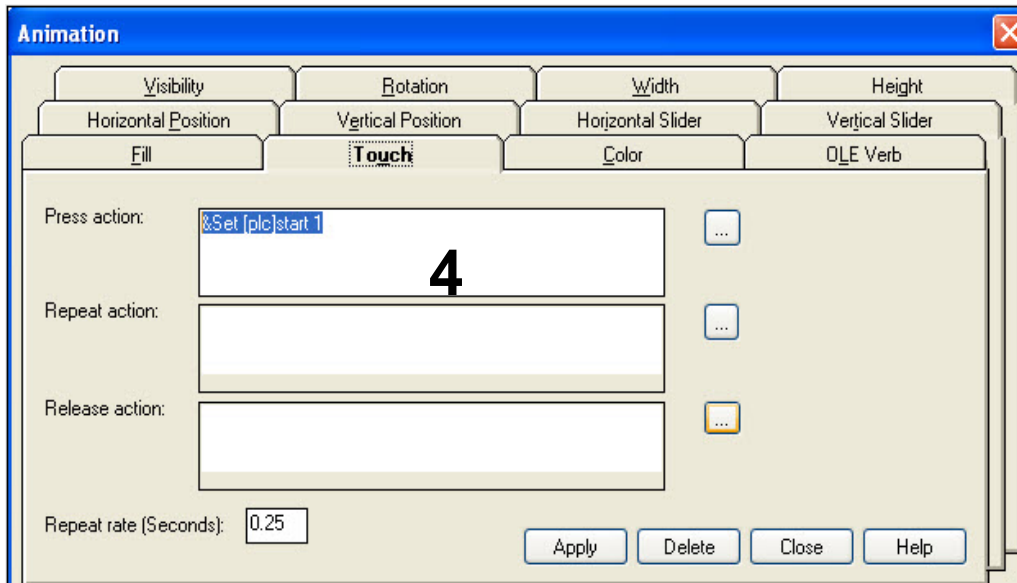 Animation
Visibility Rotation Width Height
Horizontal Position Vertical Position Horizontal Slider Vertical Slider
Fill Touch Color OLE Verb
Press action:
&Set [plc]start 1
...
4
Repeat action:
...
Release action:
...
Repeat rate (Seconds): 0.25
Apply Delete Close Help